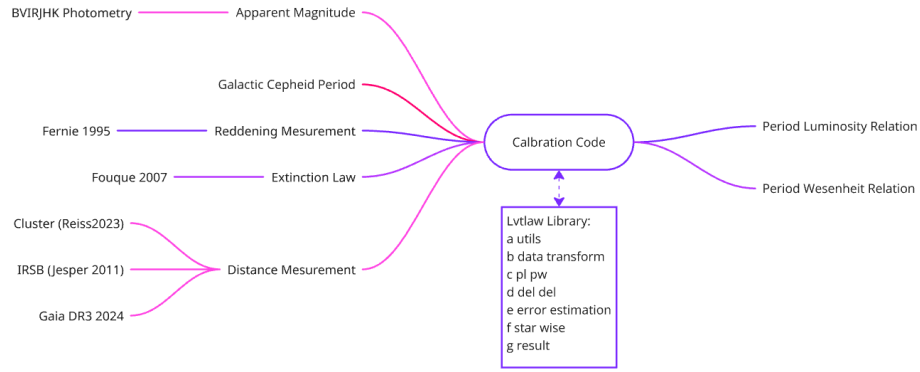 BVIRJHK Photometry
Apparent Magnitude
Galactic Cepheid Period
Fernie 1995
Reddening Mesurement
Fouque 2007
Extinction Law
Cluster (Reiss2023)
IRSB (Jesper 2011)
Gaia DR3 2024
Distance Mesurement
Calbration Code
Lvtlaw Library:
a utils
b data transform
c pl pw
d del del
e error estimation
f star wise
g result
Period Luminosity Relation
Period Wesenheit Relation